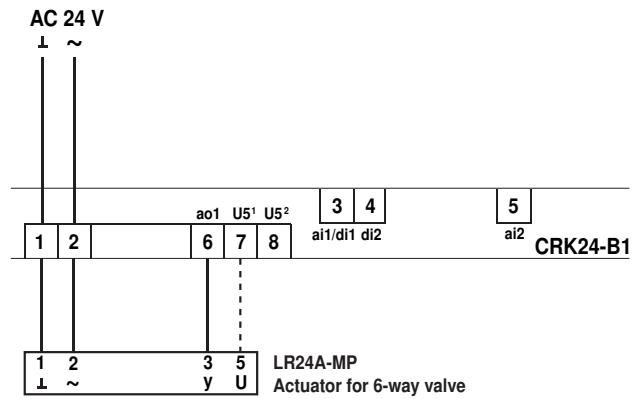 AC 24 V
⊥ ~
3 4 5
ao1 U5¹ U5²
ai1/di1 di2 ai2
1 2 6 7 8
CRK24-B1
1 2 3 5
LR24A-MP
⊥ ~ y U
Actuator for 6-way valve